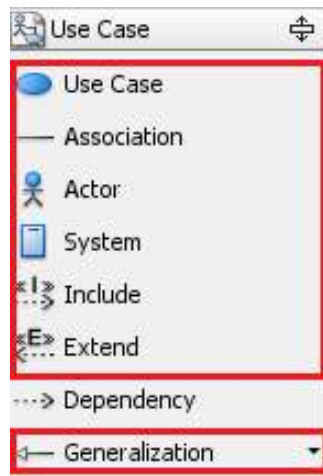 Use Case
Use Case
Association
Actor
System
«I» Include
«E» Extend
Dependency
Generalization